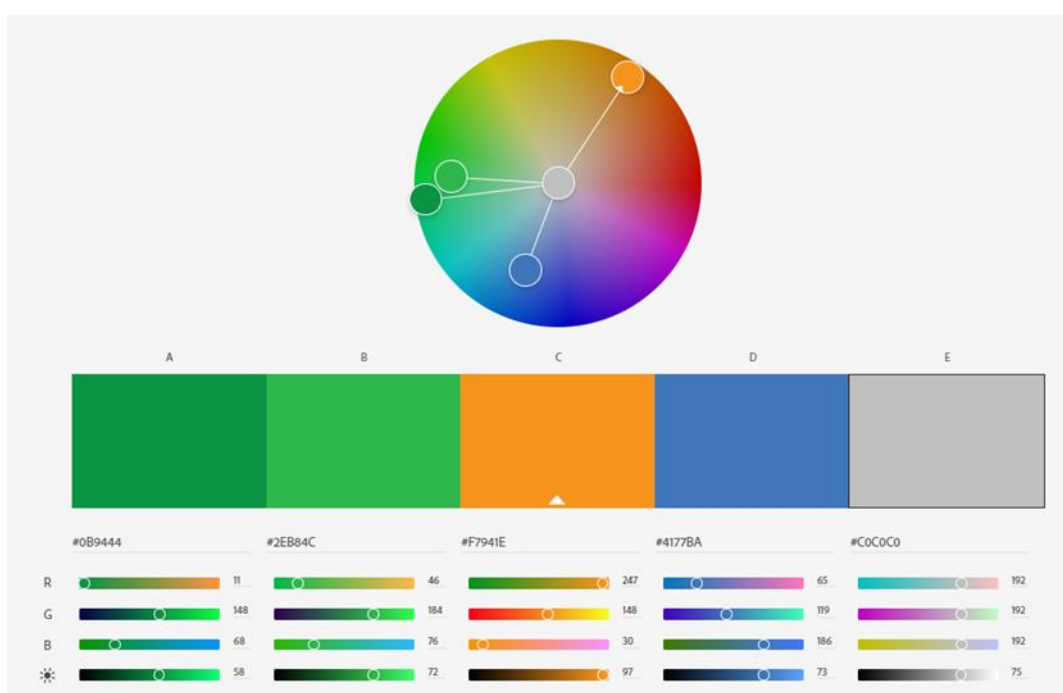 A B C D E
#0B9444 #2EB84C #F7941E #4177BA #C0C0C0
R 11 46 247 65 192
G 148 184 148 119 192
B 68 76 30 186 192
58 72 97 73 75